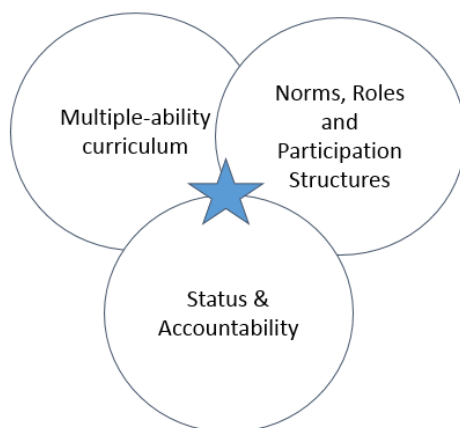 Multiple-ability
curriculum
Norms, Roles
and
Participation
Structures
Status &
Accountability